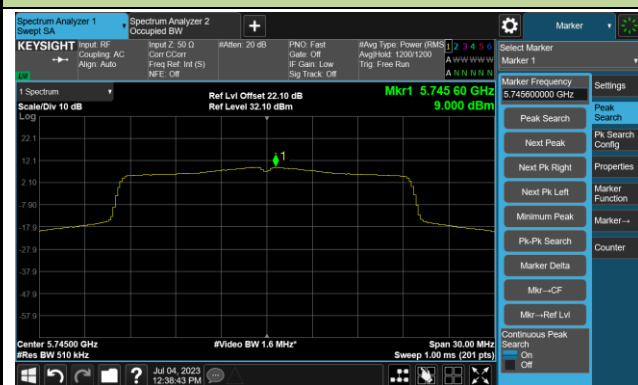 Spectrum Analyzer 1
Swept SA
Spectrum Analyzer 2
Occupied BW
Marker
KEYSIGHT
Input: RF
Coupling: AC
Align: Auto
Input Z: 50 Ω
Corr CCorr
Freq Ref: Int (S)
NFE: Off
#Atten: 20 dB
PNO: Fast
Gate: Off
IF Gain: Low
Sig Track: Off
#Avg Type: Power (RMS
Avg|Hold: 1200/1200
Trig: Free Run
1 2 3 4 5 6
A W W W W W
A N N N N N
LVI
1 Spectrum
Scale/Div 10 dB
Log
Ref Lvl Offset 22.10 dB
Ref Level 32.10 dBm
Mkr1 5.745 60 GHz
9.000 dBm
22.1
12.1
2.10
-7.90
-17.9
-27.9
-37.9
-47.9
-57.9
1
Center 5.74500 GHz
#Res BW 510 kHz
#Video BW 1.6 MHz*
Span 30.00 MHz
Sweep 1.00 ms (201 pts)
Select Marker
Marker 1
Marker Frequency
5.745600000 GHz
Peak Search
Next Peak
Next Pk Right
Next Pk Left
Minimum Peak
Pk-Pk Search
Marker Delta
Mkr→CF
Mkr→Ref Lvl
Continuous Peak
Search
On
Off
Settings
Peak
Search
Pk Search
Config
Properties
Marker
Function
Marker→
Counter
Jul 04, 2023
12:38:43 PM